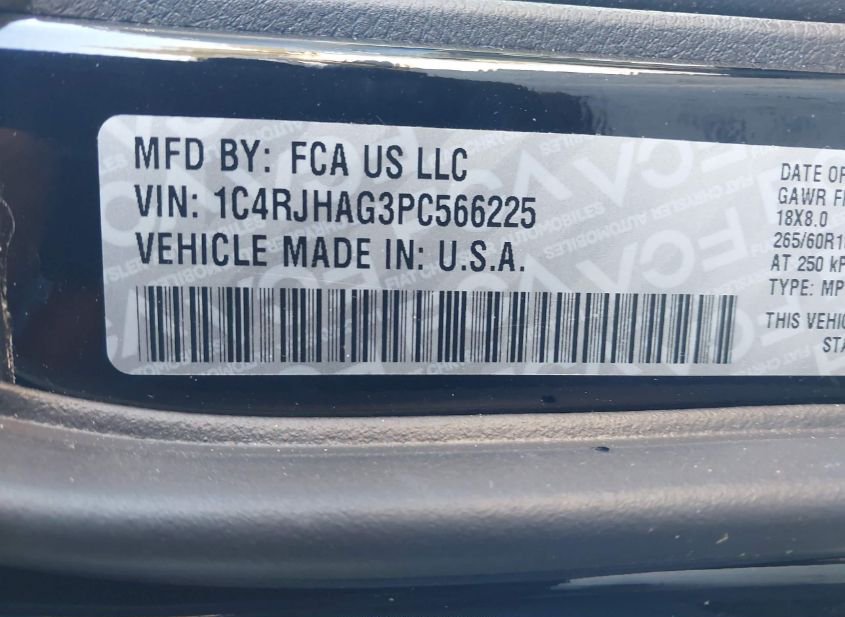 MFD BY: FCA US LLC
VIN: 1C4RJHAG3PC566225
VEHICLE MADE IN: U.S.A.
DATE OF
GAWR F
18X8.0
265/60R1
AT 250 kP
TYPE: MP
THIS VEHIC
STA